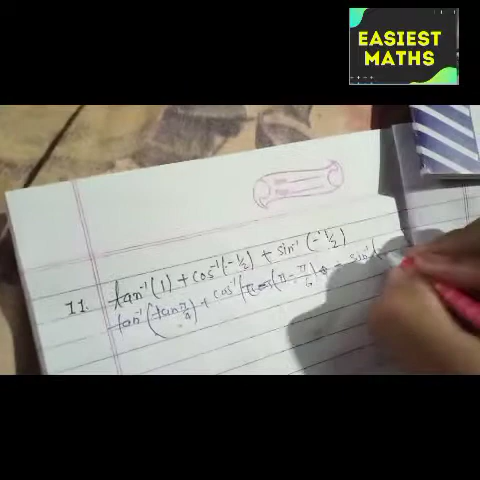 EASIEST
MATHS
11. tan⁻¹(1) + cos⁻¹(-½) + sin⁻¹(-½)
tan⁻¹(tan π/4) + cos⁻¹(cos(π - π/6) + sin⁻¹(